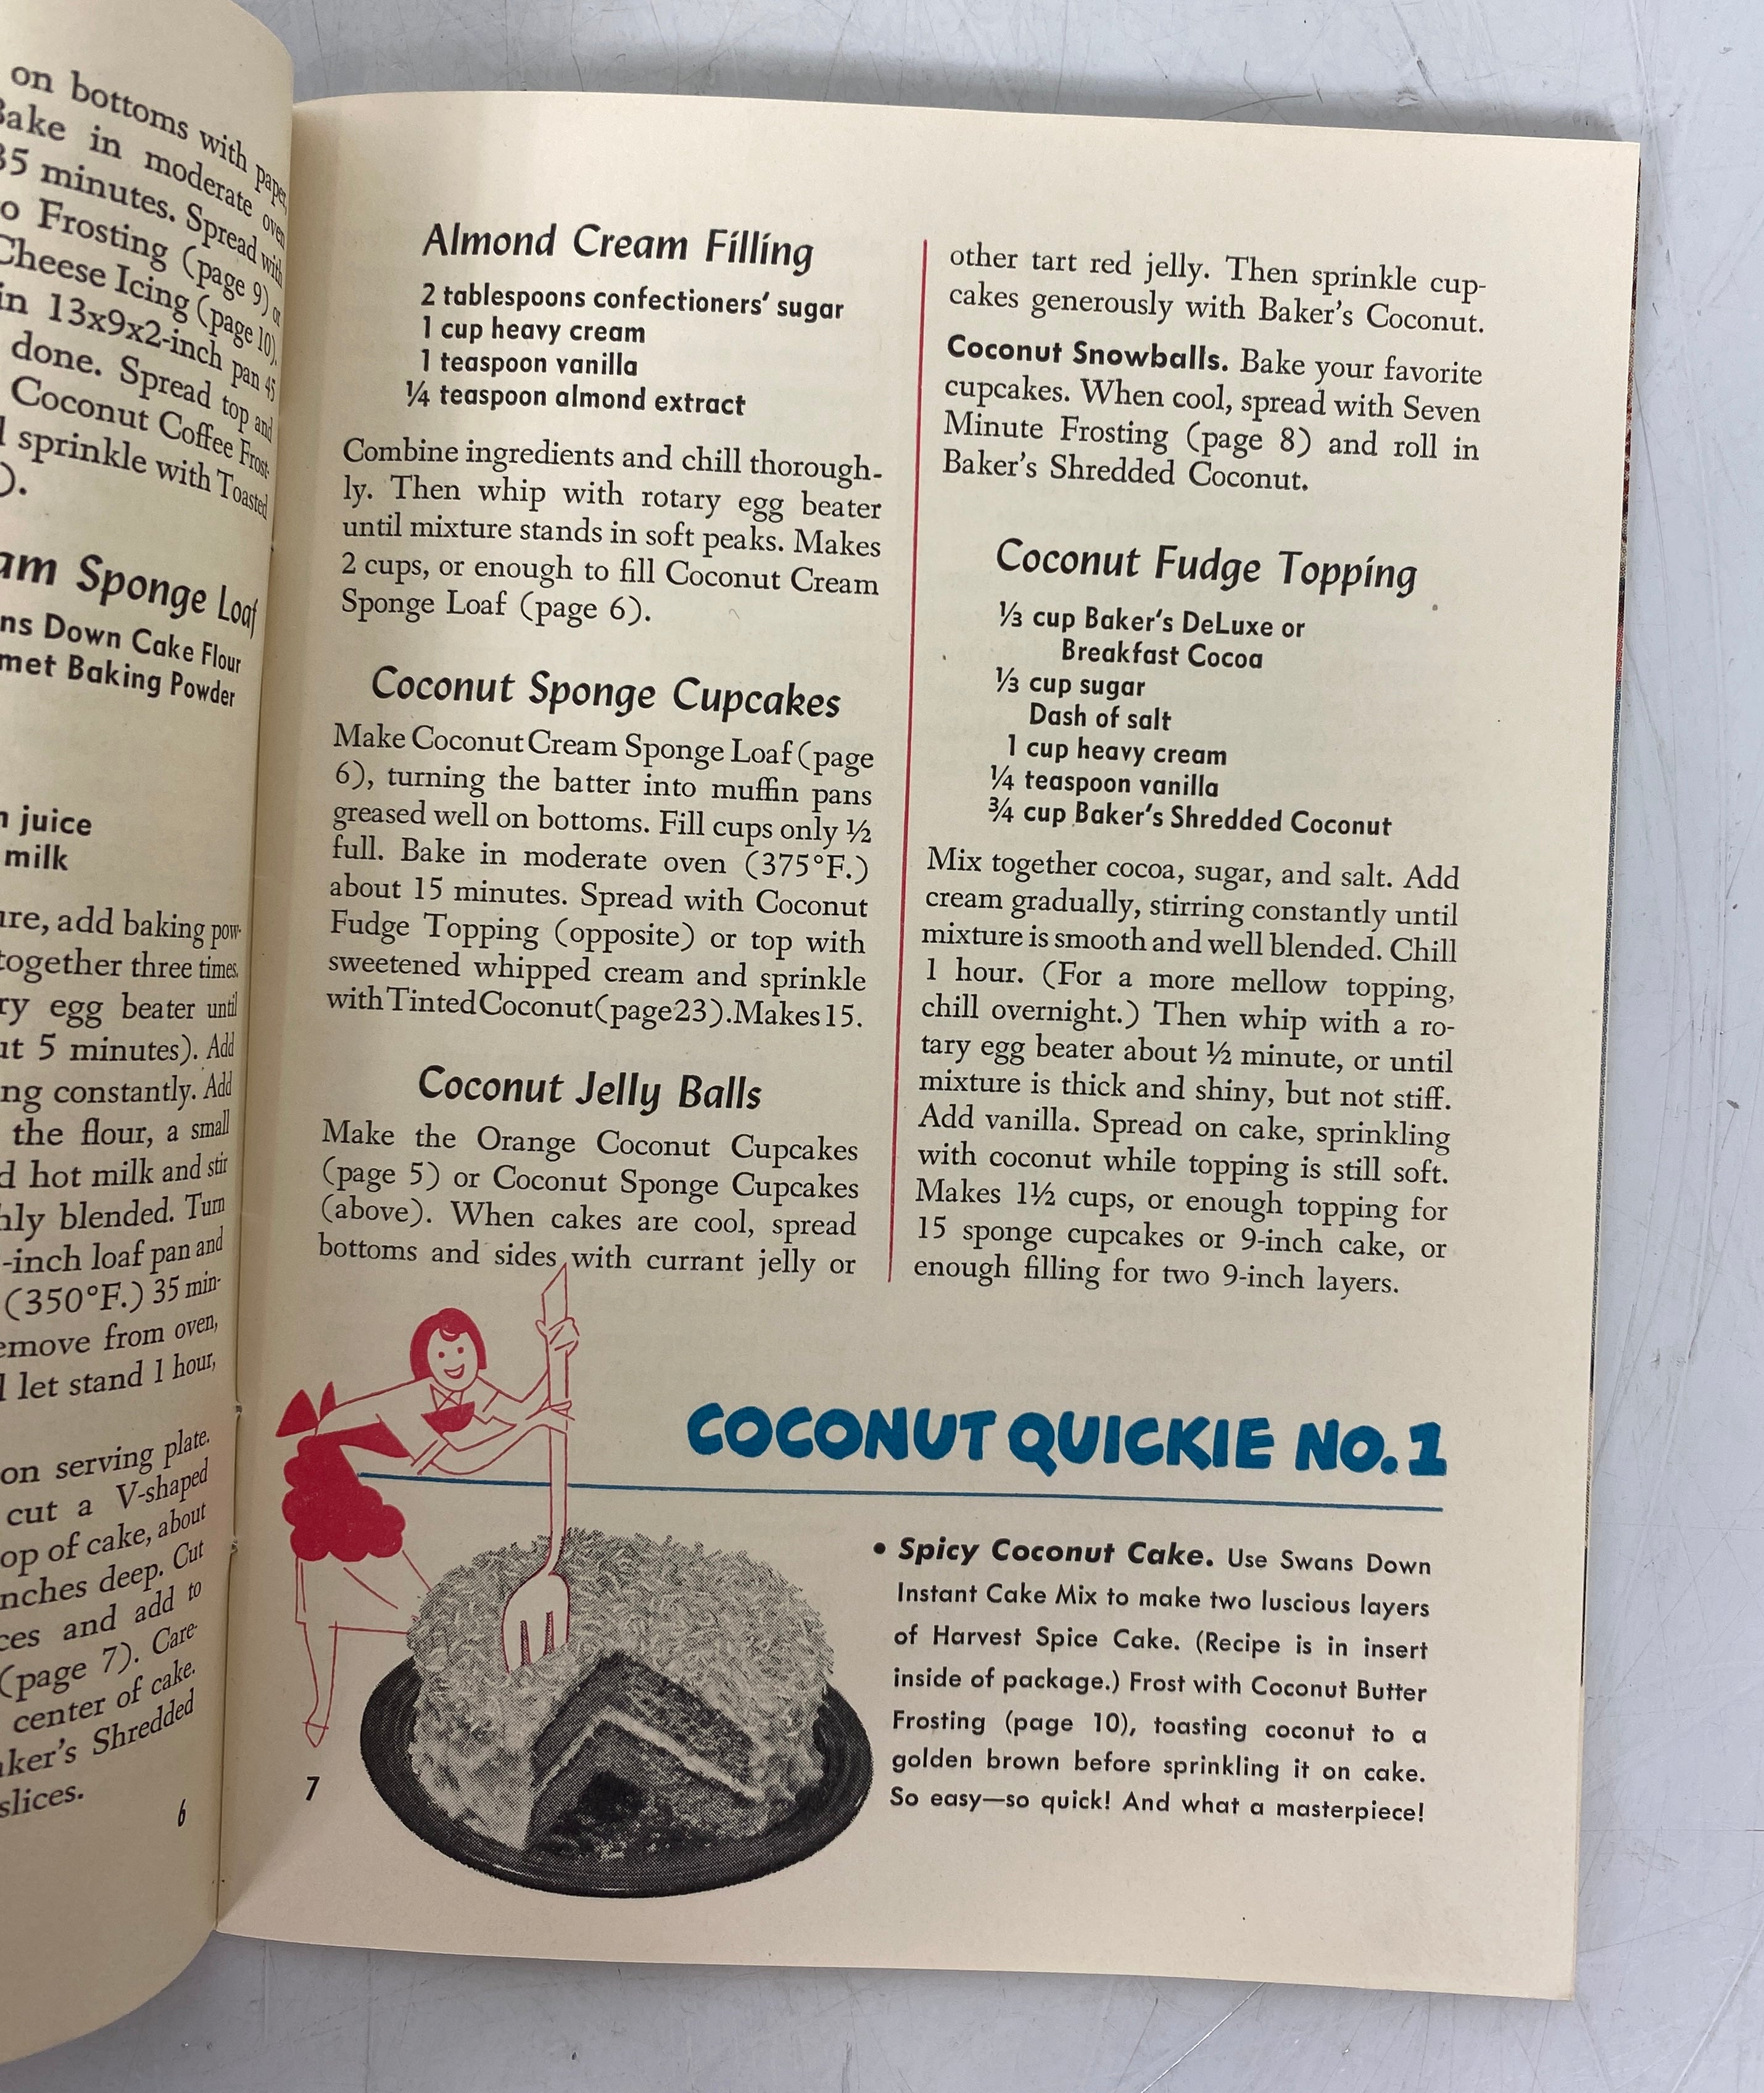 on bottoms with paper,
Bake in moderate oven
35 minutes. Spread with
Frosting (page 9) or
Cheese Icing (page 10).
in 13x9x2-inch pan 45
done. Spread top and
Coconut Coffee Frost-
sprinkle with Toasted
).
Sponge Loaf
Down Cake Flour
Baking Powder
juice
milk
add baking pow-
together three times.
egg beater until
5 minutes). Add
constantly. Add
the flour, a small
hot milk and stir
blended. Turn
-inch loaf pan and
(350°F.) 35 min-
from oven,
let stand 1 hour,
on serving plate.
cut a V-shaped
of cake, about
inches deep. Cut
and add to
(page 7). Care-
center of cake.
Shredded
slices.
6
Almond Cream Filling
2 tablespoons confectioners' sugar
1 cup heavy cream
1 teaspoon vanilla
¼ teaspoon almond extract
Combine ingredients and chill thorough-
ly. Then whip with rotary egg beater
until mixture stands in soft peaks. Makes
2 cups, or enough to fill Coconut Cream
Sponge Loaf (page 6).
Coconut Sponge Cupcakes
Make Coconut Cream Sponge Loaf (page
6), turning the batter into muffin pans
greased well on bottoms. Fill cups only ½
full. Bake in moderate oven (375°F.)
about 15 minutes. Spread with Coconut
Fudge Topping (opposite) or top with
sweetened whipped cream and sprinkle
with Tinted Coconut (page 23). Makes 15.
Coconut Jelly Balls
Make the Orange Coconut Cupcakes
(page 5) or Coconut Sponge Cupcakes
(above). When cakes are cool, spread
bottoms and sides with currant jelly or
other tart red jelly. Then sprinkle cup-
cakes generously with Baker's Coconut.
Coconut Snowballs. Bake your favorite
cupcakes. When cool, spread with Seven
Minute Frosting (page 8) and roll in
Baker's Shredded Coconut.
Coconut Fudge Topping
⅓ cup Baker's DeLuxe or
Breakfast Cocoa
⅓ cup sugar
Dash of salt
1 cup heavy cream
¼ teaspoon vanilla
¾ cup Baker's Shredded Coconut
Mix together cocoa, sugar, and salt. Add
cream gradually, stirring constantly until
mixture is smooth and well blended. Chill
1 hour. (For a more mellow topping,
chill overnight.) Then whip with a ro-
tary egg beater about ½ minute, or until
mixture is thick and shiny, but not stiff.
Add vanilla. Spread on cake, sprinkling
with coconut while topping is still soft.
Makes 1½ cups, or enough topping for
15 sponge cupcakes or 9-inch cake, or
enough filling for two 9-inch layers.
COCONUT QUICKIE NO. 1
• Spicy Coconut Cake. Use Swans Down
Instant Cake Mix to make two luscious layers
of Harvest Spice Cake. (Recipe is in insert
inside of package.) Frost with Coconut Butter
Frosting (page 10), toasting coconut to a
golden brown before sprinkling it on cake.
So easy—so quick! And what a masterpiece!
7